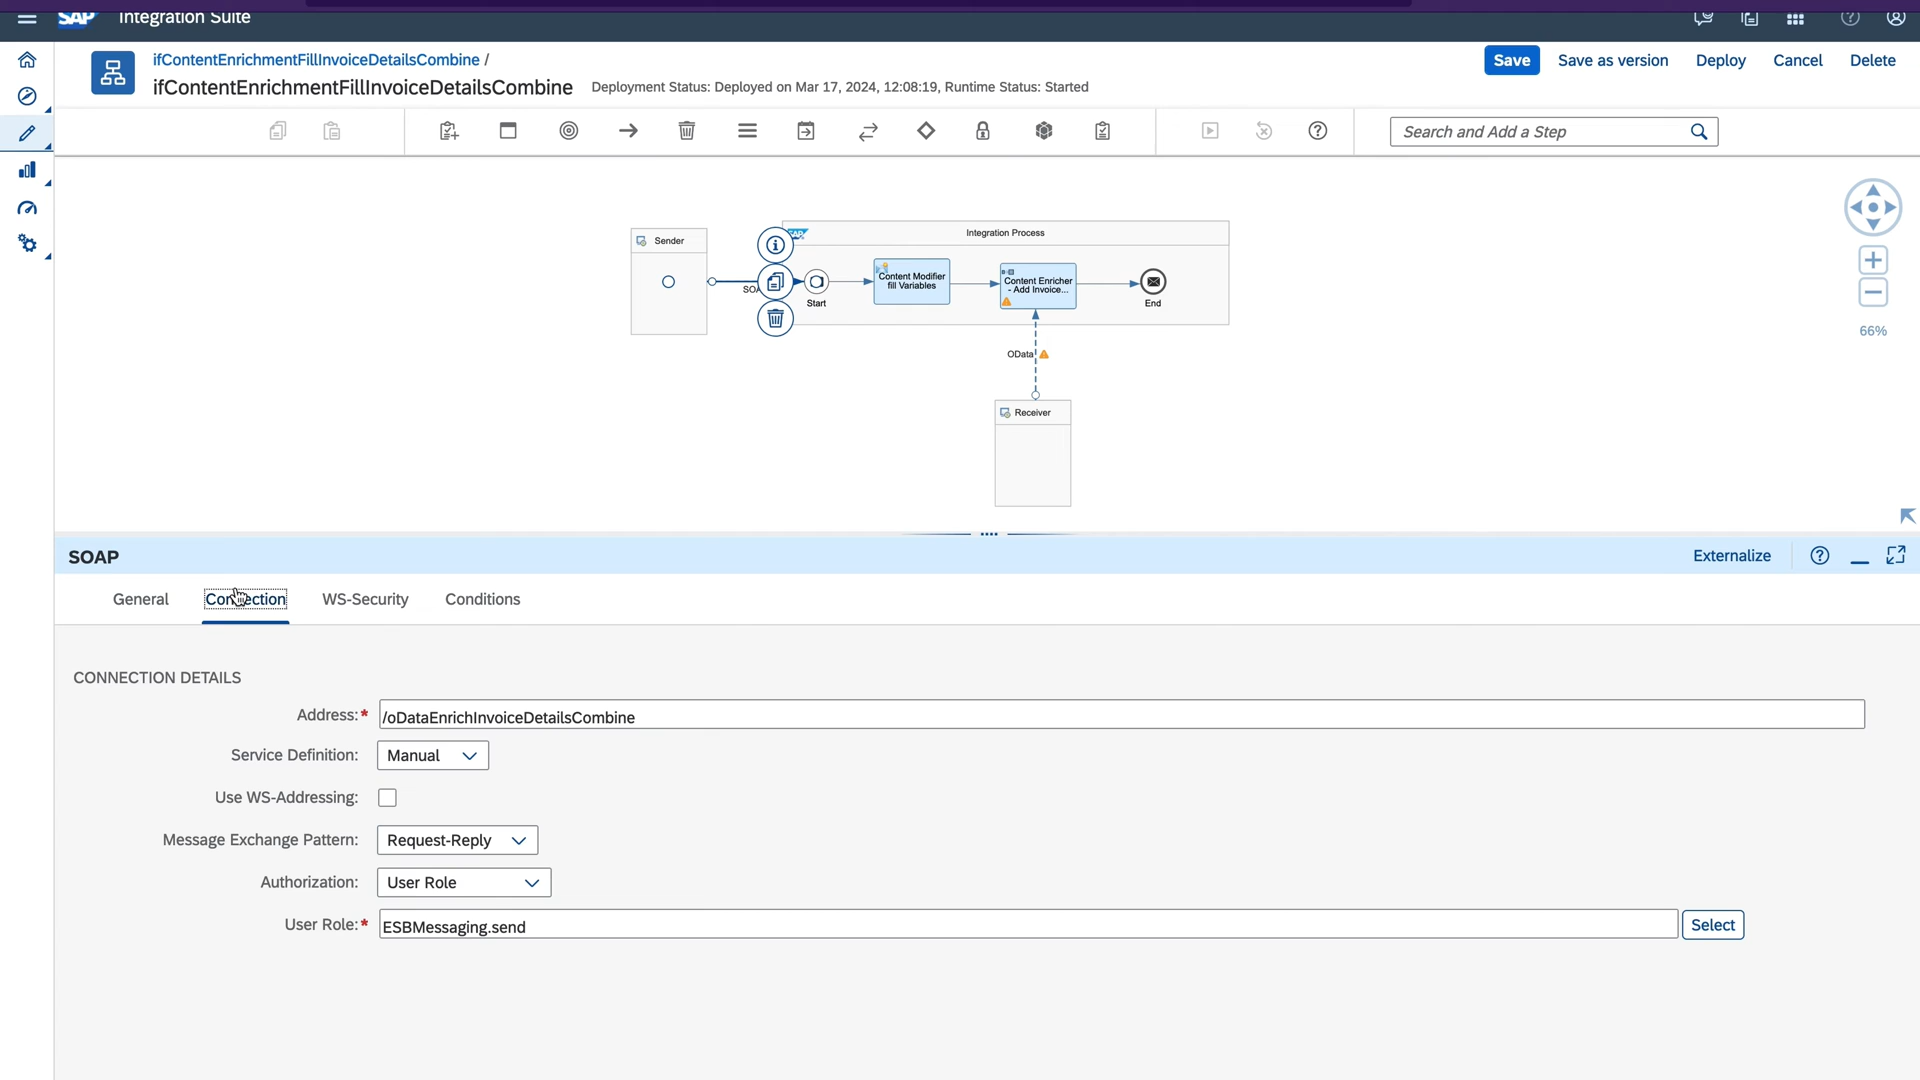 SAP Integration Suite
ifContentEnrichmentFillInvoiceDetailsCombine /
ifContentEnrichmentFillInvoiceDetailsCombine Deployment Status: Deployed on Mar 17, 2024, 12:08:19, Runtime Status: Started
Save Save as version Deploy Cancel Delete
Search and Add a Step
Sender
SAP
Integration Process
Content Modifier
fill Variables
Content Enricher
- Add Invoice...
SOA
Start
End
OData
66%
Receiver
SOAP
Externalize
General Connection WS-Security Conditions
CONNECTION DETAILS
Address:* /oDataEnrichInvoiceDetailsCombine
Service Definition: Manual
Use WS-Addressing:
Message Exchange Pattern: Request-Reply
Authorization: User Role
User Role:* ESBMessaging.send Select